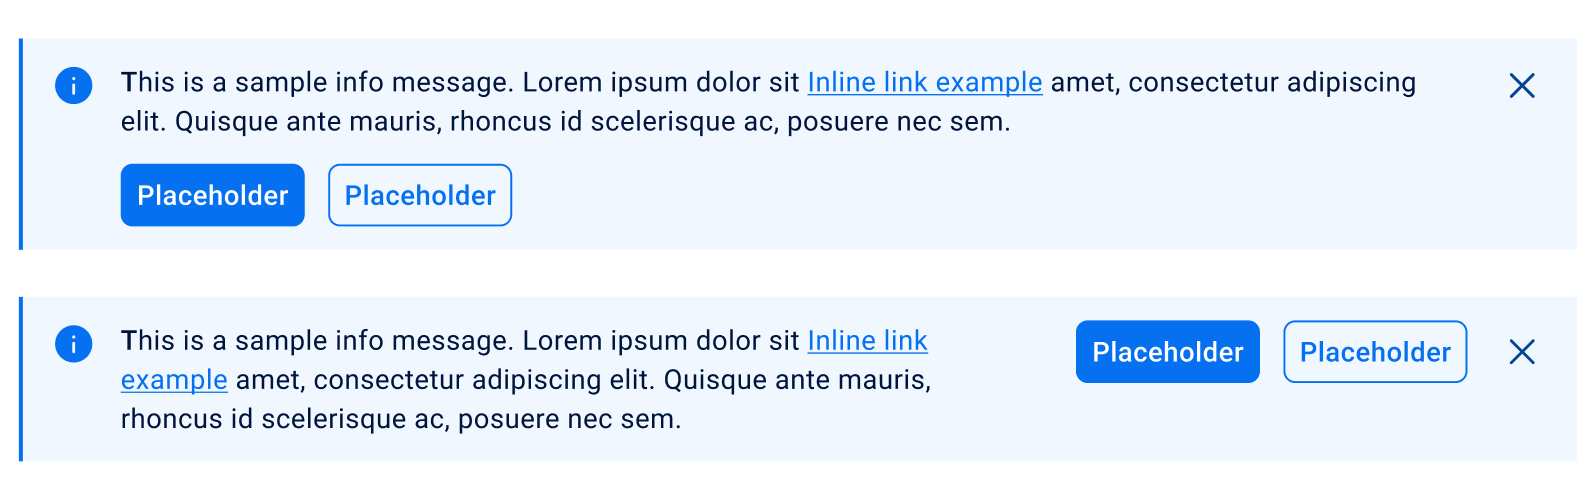 This is a sample info message. Lorem ipsum dolor sit Inline link example amet, consectetur adipiscing
elit. Quisque ante mauris, rhoncus id scelerisque ac, posuere nec sem.
Placeholder Placeholder
This is a sample info message. Lorem ipsum dolor sit Inline link
example amet, consectetur adipiscing elit. Quisque ante mauris,
rhoncus id scelerisque ac, posuere nec sem.
Placeholder Placeholder